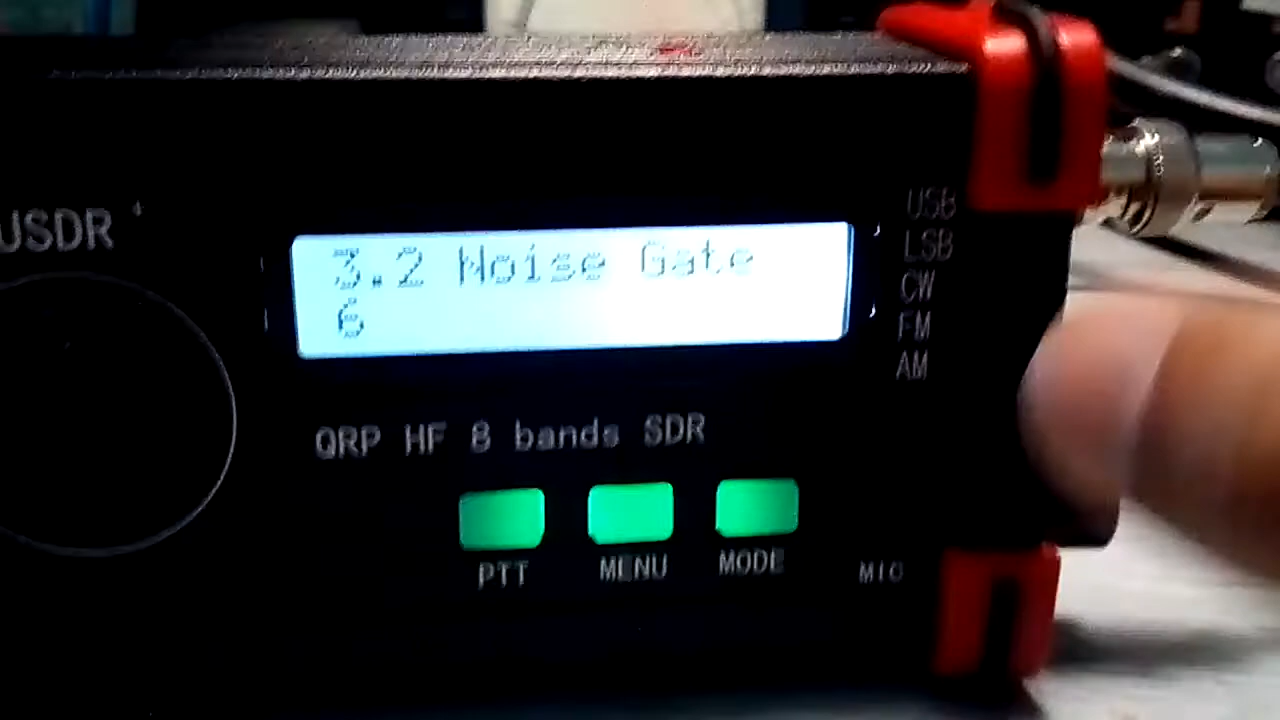 USDR
3.2 Noise Gate
6
USB
LSB
CW
FM
AM
QRP HF 8 bands SDR
PTT
MENU
MODE
MIC